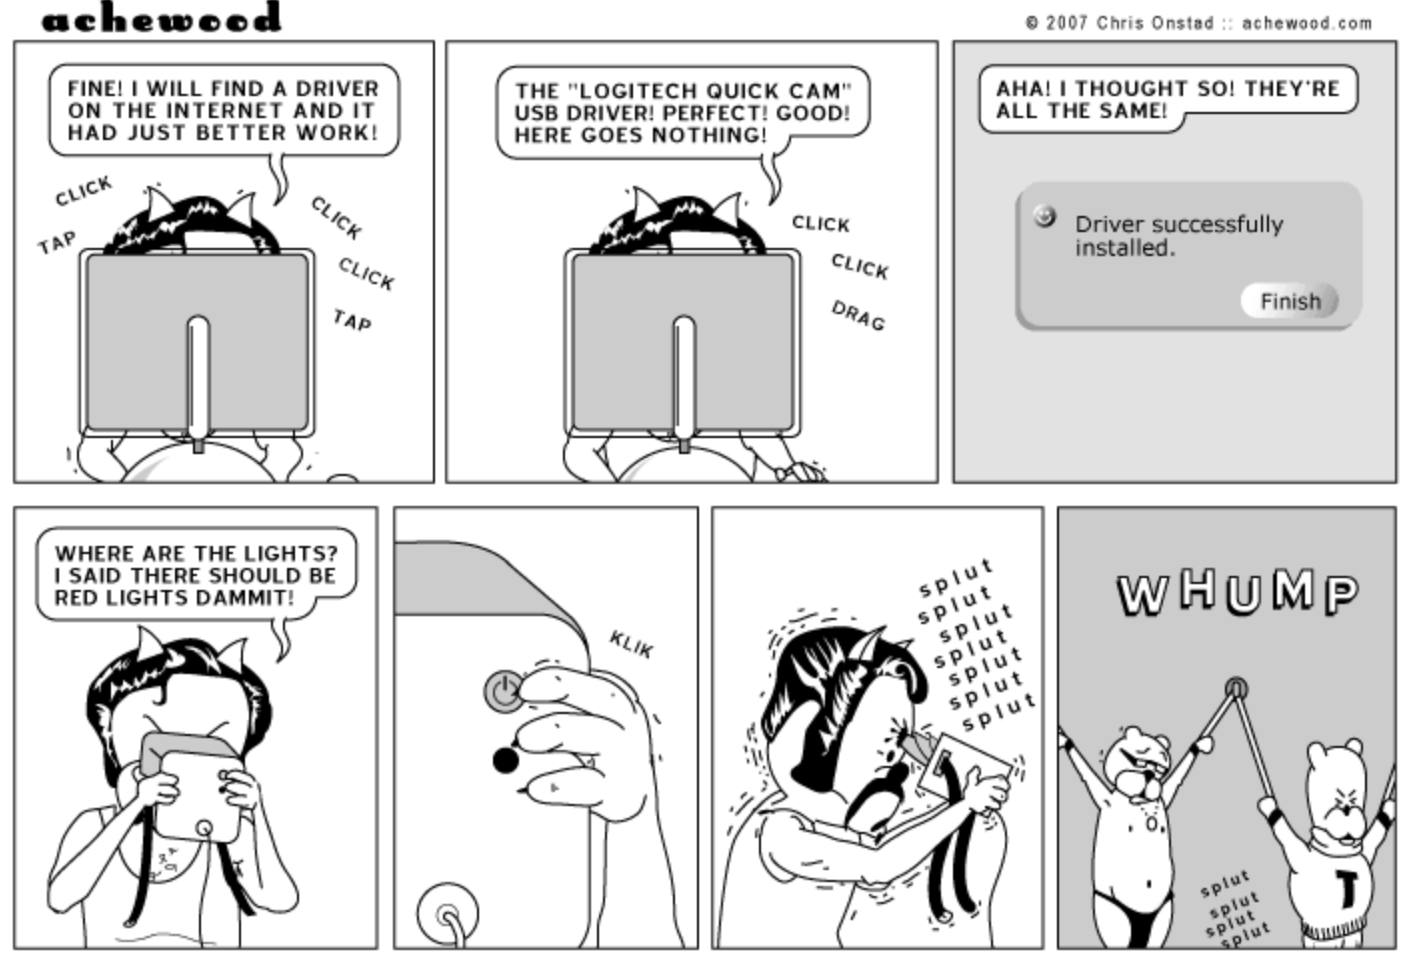 achewood
© 2007 Chris Onstad :: achewood.com
FINE! I WILL FIND A DRIVER
ON THE INTERNET AND IT
HAD JUST BETTER WORK!
CLICK
TAP
CLICK
CLICK
TAP
THE "LOGITECH QUICK CAM"
USB DRIVER! PERFECT! GOOD!
HERE GOES NOTHING!
CLICK
CLICK
DRAG
AHA! I THOUGHT SO! THEY'RE
ALL THE SAME!
Driver successfully
installed.
Finish
WHERE ARE THE LIGHTS?
I SAID THERE SHOULD BE
RED LIGHTS DAMMIT!
KLIK
splut
splut
splut
splut
splut
splut
splut
WHUMP
T
splut
splut
splut
splut